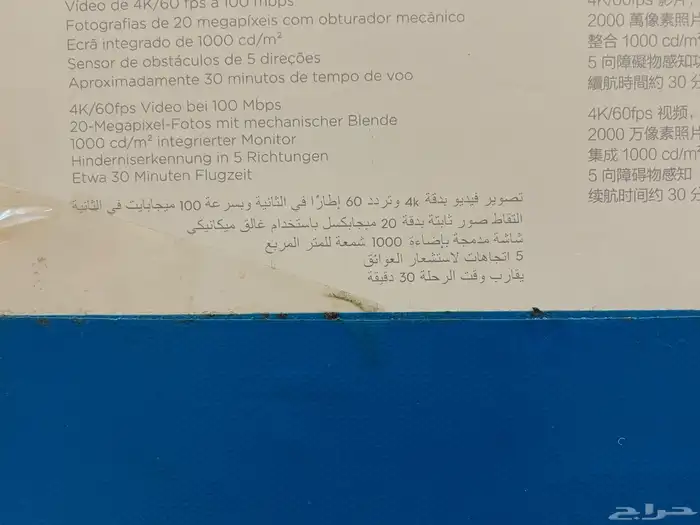 Vídeo de 4K/60 fps a 100 mbps
Fotografias de 20 megapíxeis com obturador mecânico
Ecrã integrado de 1000 cd/m²
Sensor de obstáculos de 5 direções
Aproximadamente 30 minutos de tempo de voo
4K/60fps Video bei 100 Mbps
20-Megapixel-Fotos mit mechanischer Blende
1000 cd/m² integrierter Monitor
Hinderniserkennung in 5 Richtungen
Etwa 30 Minuten Flugzeit
تصوير فيديو بدقة 4k وتردد 60 إطارًا في الثانية وبسرعة 100 ميجابايت في الثانية
التقاط صور ثابتة بدقة 20 ميجابكسل باستخدام غالق ميكانيكي
شاشة مدمجة بإضاءة 1000 شمعة للمتر المربع
5 اتجاهات لاستشعار العوائق
يقارب وقت الرحلة 30 دقيقة
4K/60fps 影片，
2000 萬像素照片
整合 1000 cd/m²
5 向障礙物感知功
續航時間約 30 分
4K/60fps 视频，
2000 万像素照片
集成 1000 cd/m²
5 向障碍物感知
续航时间约 30 分
حراج